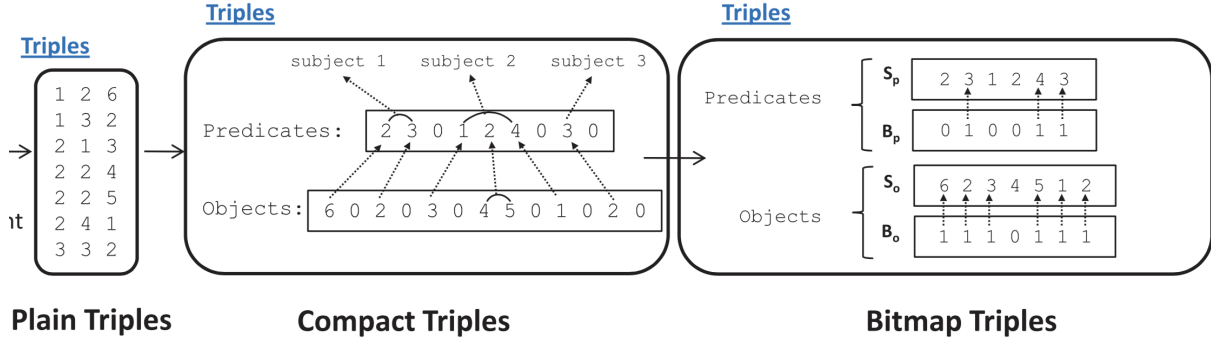 Triples
1 2 6
1 3 2
2 1 3
2 2 4
2 2 5
2 4 1
3 3 2
Plain Triples
Triples
subject 1 subject 2 subject 3
Predicates: 2 3 0 1 2 4 0 3 0
Objects: 6 0 2 0 3 0 4 5 0 1 0 2 0
Compact Triples
Triples
Predicates
Sp 2 3 1 2 4 3
Bp 0 1 0 0 1 1
Objects
So 6 2 3 4 5 1 2
Bo 1 1 1 0 1 1 1
Bitmap Triples